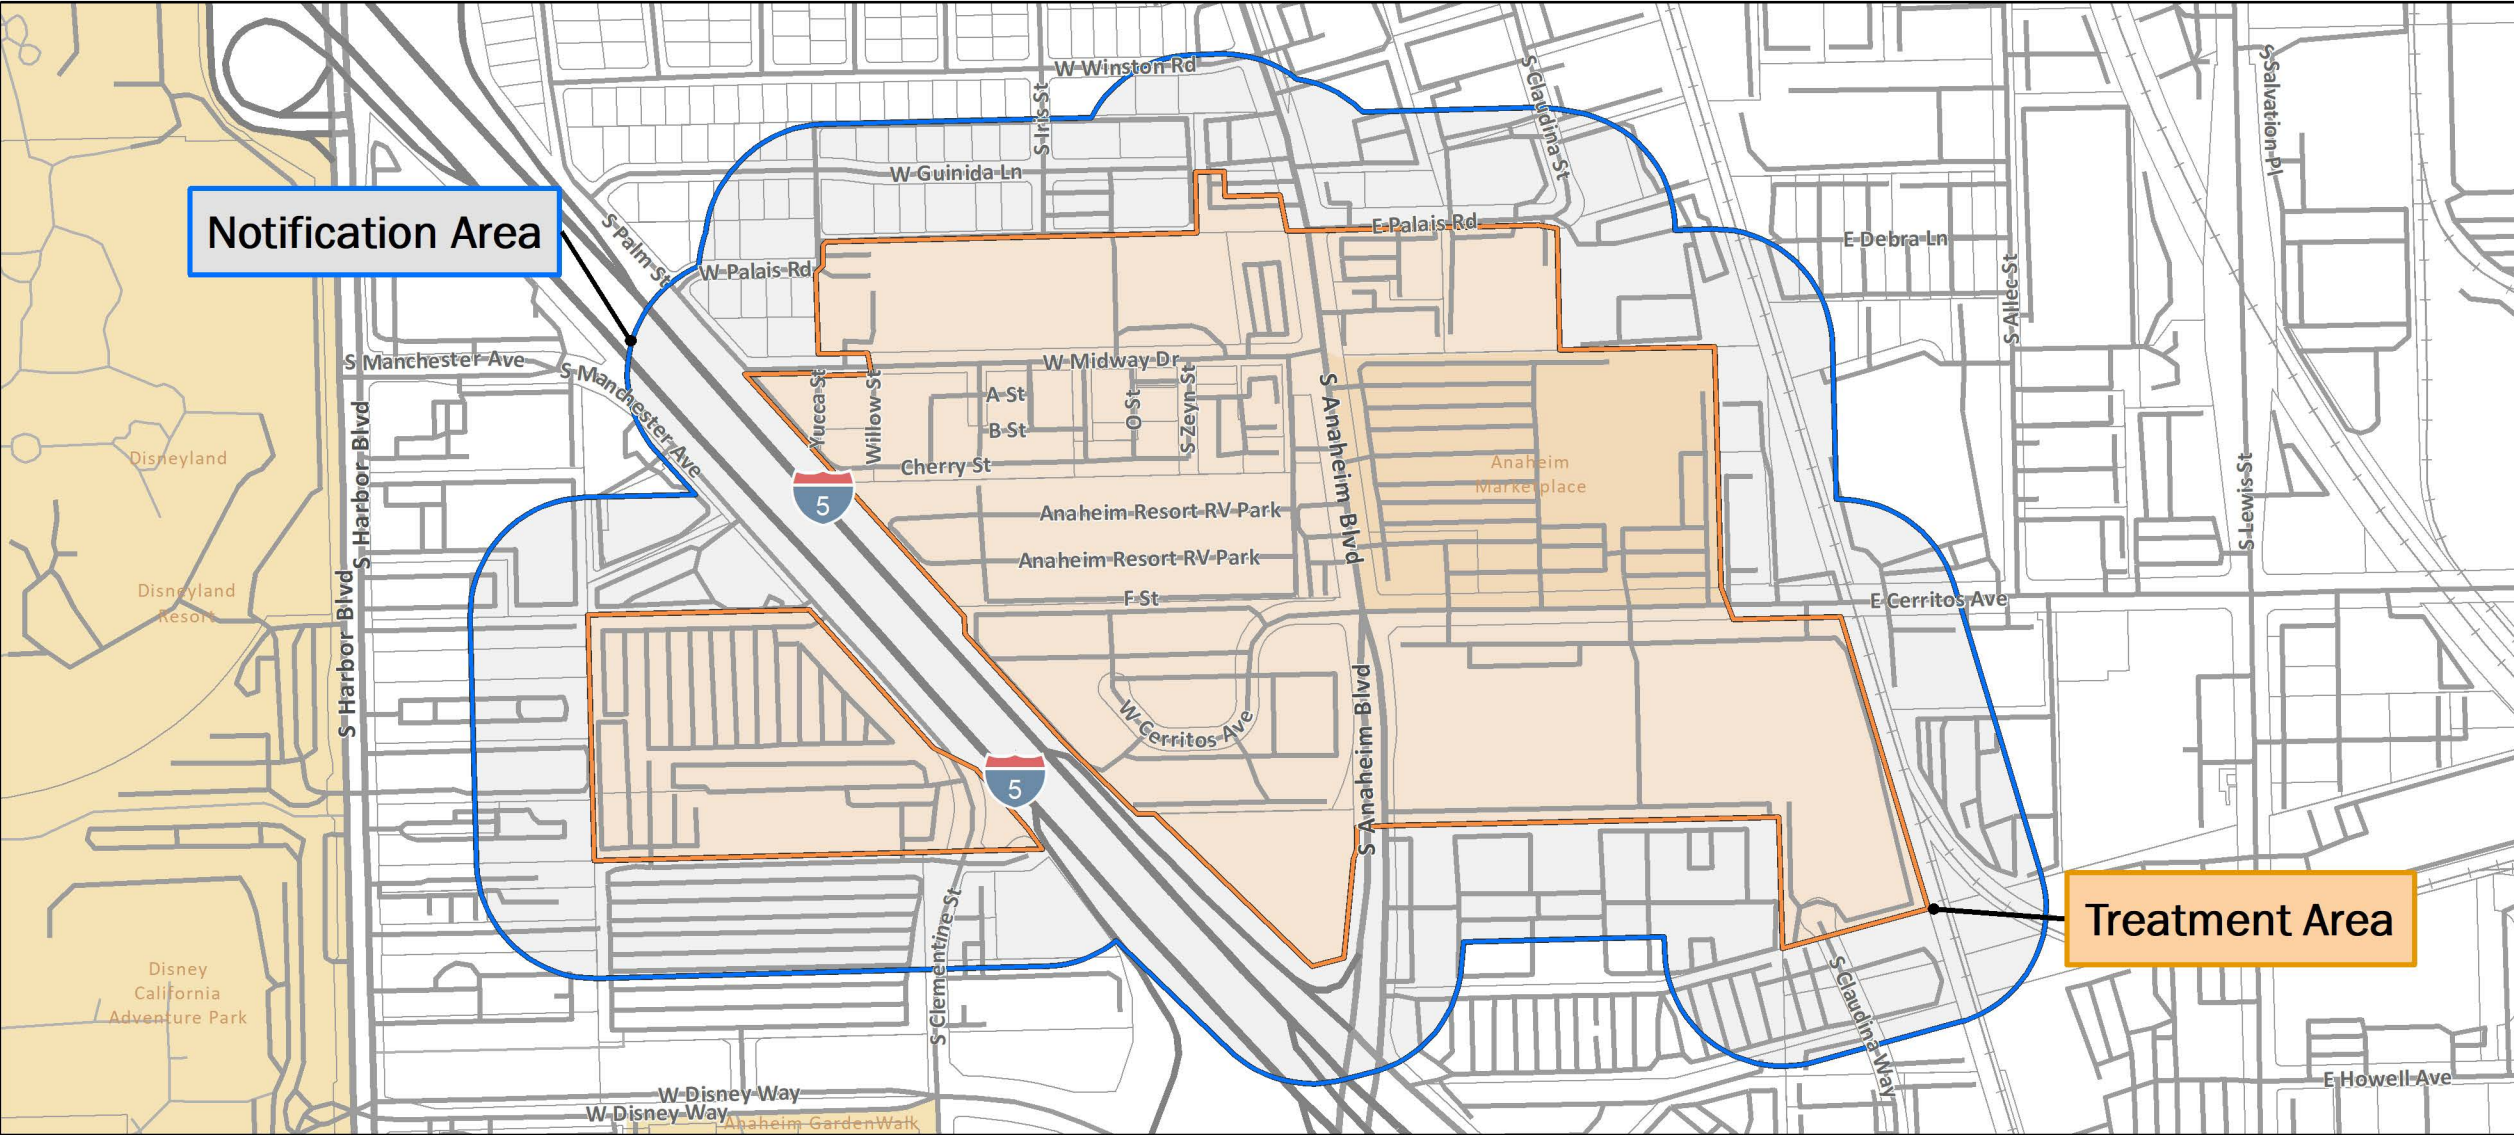 W Winston Rd
S Claudina St
S Salvation Pl
S Iris St
W Guinida Ln
Notification Area
S Palm St
E Palais Rd
E Debra Ln
W Palais Rd
S Allec St
S Manchester Ave
S Manchester Ave
W Midway Dr
Yucca St
Willow St
A St
O St
S Zeyn St
B St
S Anaheim Blvd
S Harbor Blvd
Disneyland
Cherry St
Anaheim
Marketplace
S Lewis St
5
Anaheim Resort RV Park
Anaheim Resort RV Park
Disneyland
Resort
S Harbor Blvd
F St
E Cerritos Ave
W Cerritos Ave
S Anaheim Blvd
5
Treatment Area
S Clementine St
Disney
California
Adventure Park
S Claudina Way
E Howell Ave
W Disney Way
W Disney Way
Anaheim GardenWalk